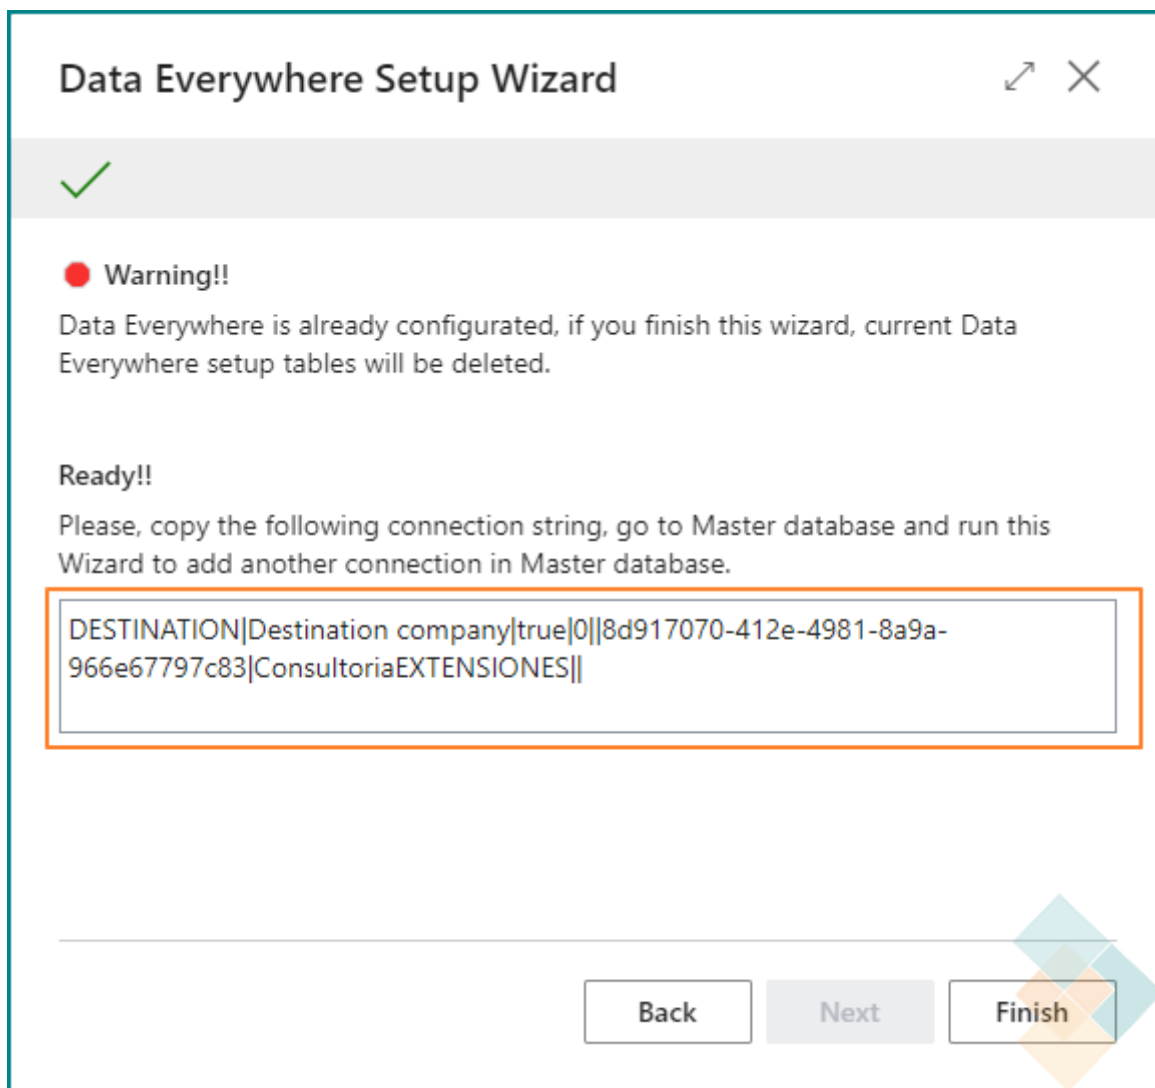 Data Everywhere Setup Wizard
Warning!!
Data Everywhere is already configurated, if you finish this wizard, current Data
Everywhere setup tables will be deleted.
Ready!!
Please, copy the following connection string, go to Master database and run this
Wizard to add another connection in Master database.
DESTINATION|Destination company|true|0||8d917070-412e-4981-8a9a-
966e67797c83|ConsultoriaEXTENSIONES||
Back
Next
Finish